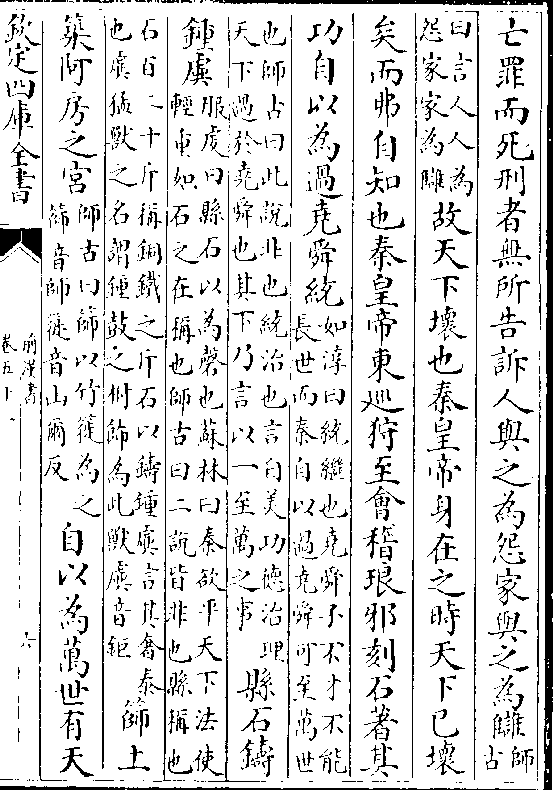 亡罪而死刑者無所告訴人與之為怨家與之為讎師古
曰言人人為怨家家為讎故天下壞也秦皇帝身在之時天下已壞
矣而弗自知也秦皇帝東巡狩至會稽琅邪刻石著其
功自以為過堯舜統如淳曰統繼也堯舜子不才不能長世而秦自以過堯舜可至萬世
也師古曰此說非也統治也言自美功德治理天下過於堯舜也其下乃言以一至萬之事縣石鑄
鍾虡服虔曰縣石以為磬也蘇林曰秦欲平天下法使輕重如石之在稱也師古曰二說皆非也縣稱也
石百二十斤稱銅鐵之斤石以鑄鍾虡言其奢泰也虡猛獸之名謂鍾鼓之柎飾為此獸虡音鉅篩土
築阿房之宮師古曰篩以竹簁為之篩音師簁音山爾反自以為萬世有天
欽定四庫全書
前漢書
卷五十一
六